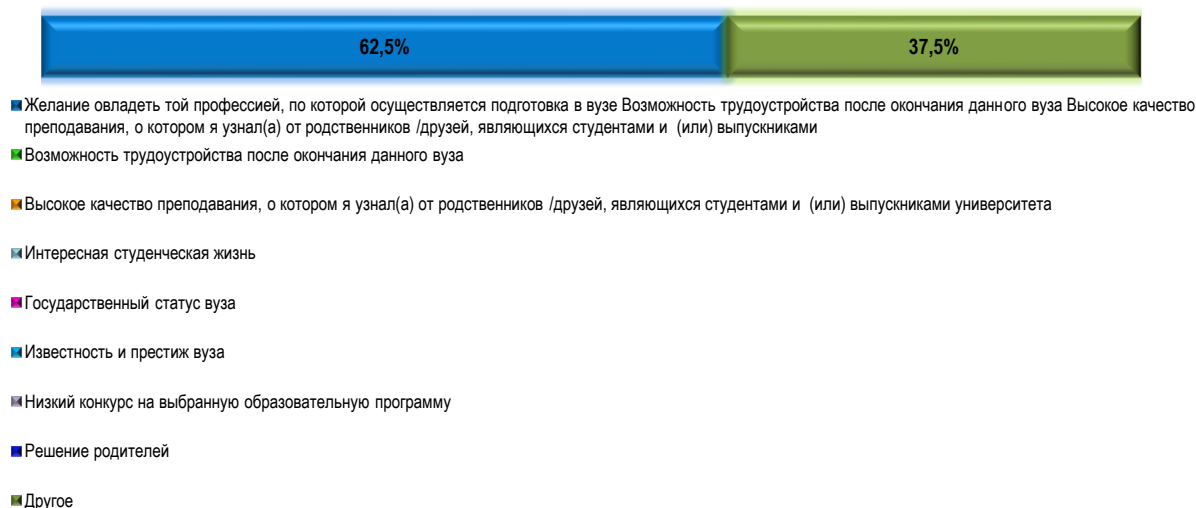 62,5% 37,5%
Желание овладеть той профессией, по которой осуществляется подготовка в вузе Возможность трудоустройства после окончания данного вуза Высокое качество
преподавания, о котором я узнал(а) от родственников /друзей, являющихся студентами и (или) выпускниками
Возможность трудоустройства после окончания данного вуза
Высокое качество преподавания, о котором я узнал(а) от родственников /друзей, являющихся студентами и (или) выпускниками университета
Интересная студенческая жизнь
Государственный статус вуза
Известность и престиж вуза
Низкий конкурс на выбранную образовательную программу
Решение родителей
Другое